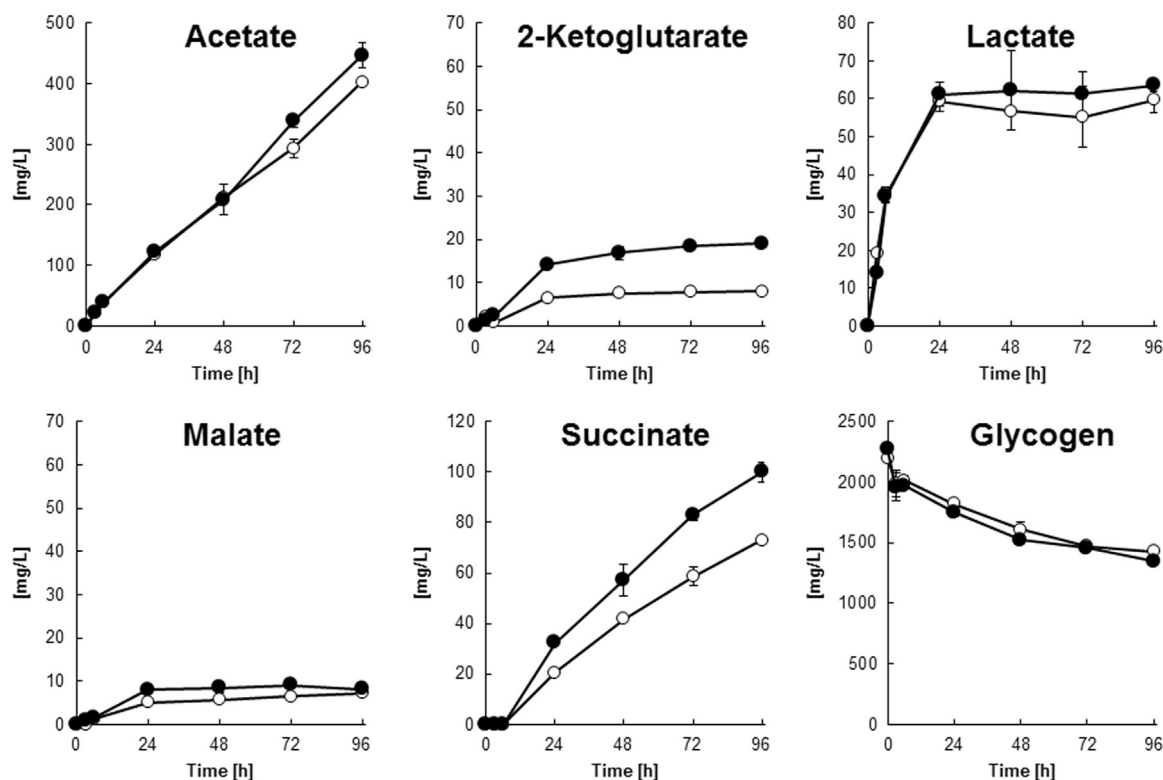 Acetate
[mg/L]
500
400
300
200
100
0
0 24 48 72 96
Time [h]
2-Ketoglutarate
[mg/L]
70
60
50
40
30
20
10
0
0 24 48 72 96
Time [h]
Lactate
[mg/L]
80
70
60
50
40
30
20
10
0
0 24 48 72 96
Time [h]
Malate
[mg/L]
70
60
50
40
30
20
10
0
0 24 48 72 96
Time [h]
Succinate
[mg/L]
120
100
80
60
40
20
0
0 24 48 72 96
Time [h]
Glycogen
[mg/L]
2500
2000
1500
1000
500
0
0 24 48 72 96
Time [h]